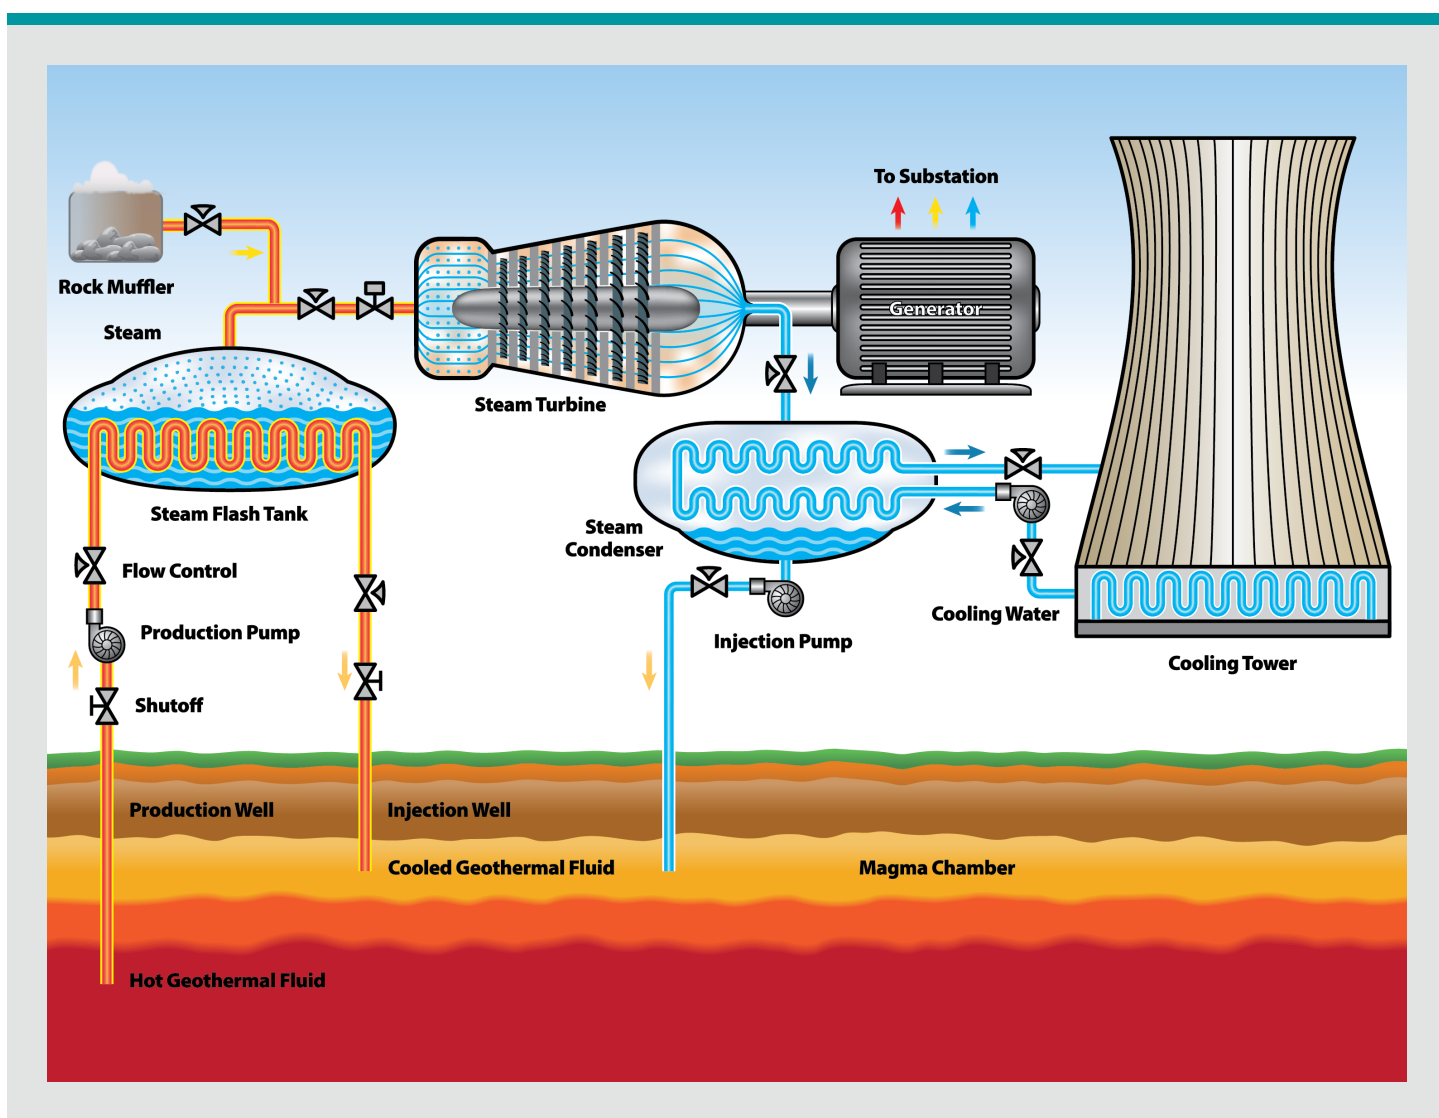 To Substation
Rock Muffler
Generator
Steam
Steam Turbine
Steam Flash Tank
Steam
Condenser
Flow Control
Cooling Water
Production Pump
Injection Pump
Cooling Tower
Shutoff
Production Well
Injection Well
Cooled Geothermal Fluid
Magma Chamber
Hot Geothermal Fluid